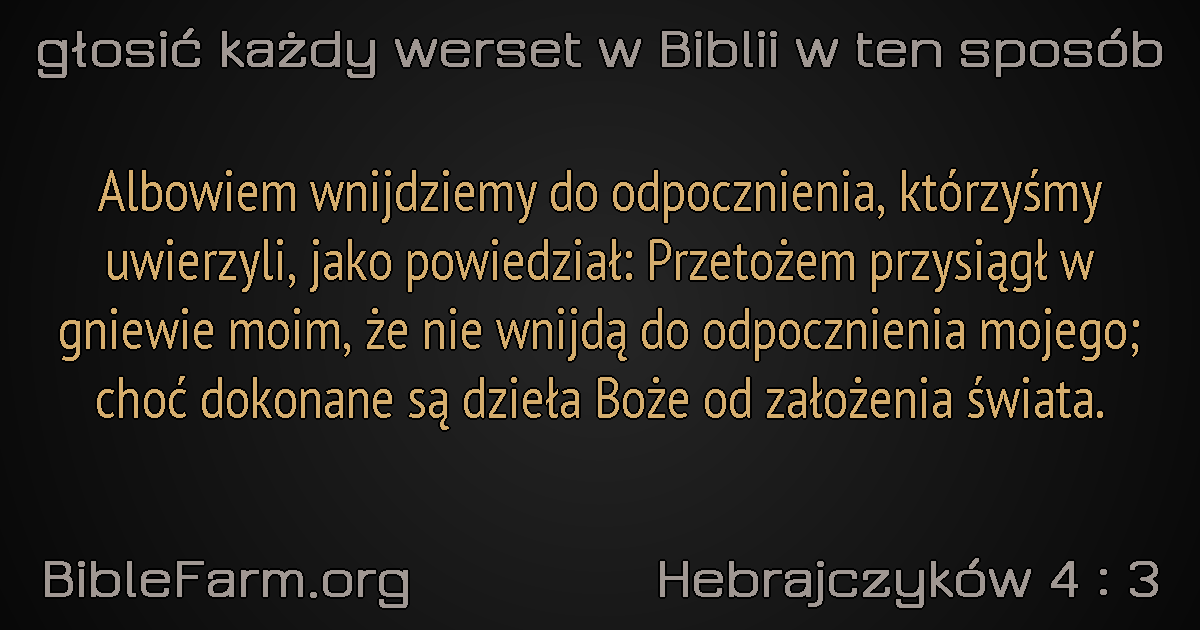 głosić każdy werset w Biblii w ten sposób
Albowiem wnijdziemy do odpocznienia, którzyśmy
uwierzyli, jako powiedział: Przetożem przysiągł w
gniewie moim, że nie wnijdą do odpocznienia mojego;
choć dokonane są dzieła Boże od założenia świata.
BibleFarm.org
Hebrajczyków 4 : 3